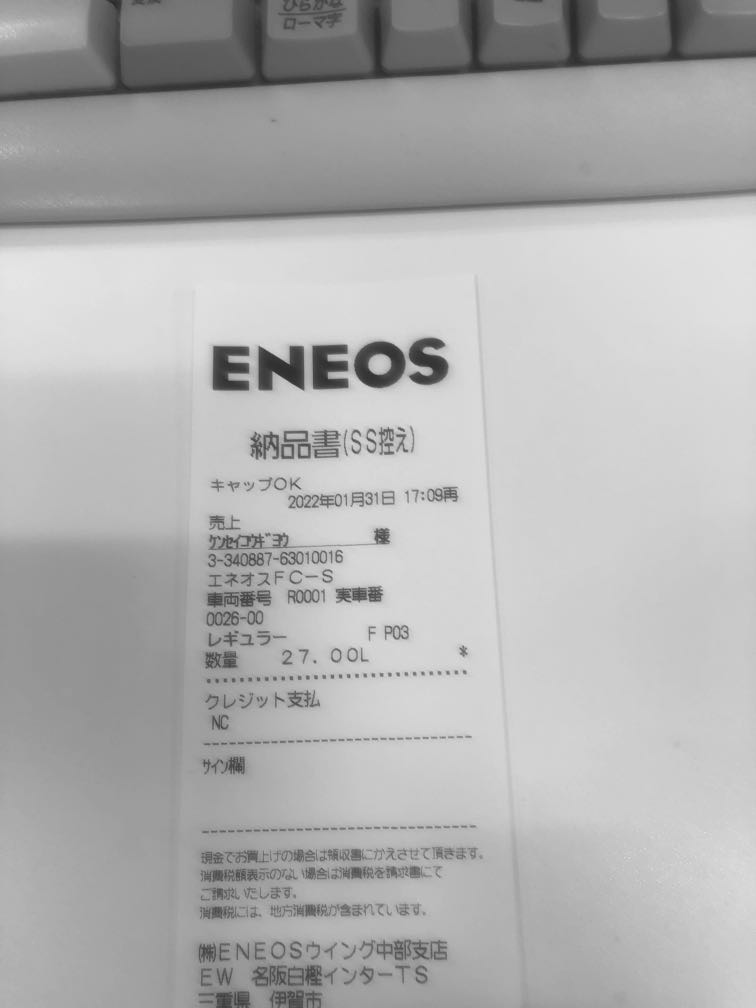 ひらがな
ローマ字
ENEOS
納品書(SS控え)
キャップOK
2022年01月31日 17:09再
売上
ケンセイコウギヨウ 様
3-340887-63010016
エネオスFC-S
車両番号 R0001 実車番
0026-00
レギュラー F P03
数量 27.00L *
クレジット支払
NC
サイン欄
現金でお買上げの場合は領収書にかえさせて頂きます。
消費税額表示のない場合は消費税を請求書にて
ご請求いたします。
消費税には、地方消費税が含まれています。
(株)ENEOSウイング中部支店
EW 名阪白樫インターTS
三重県 伊賀市